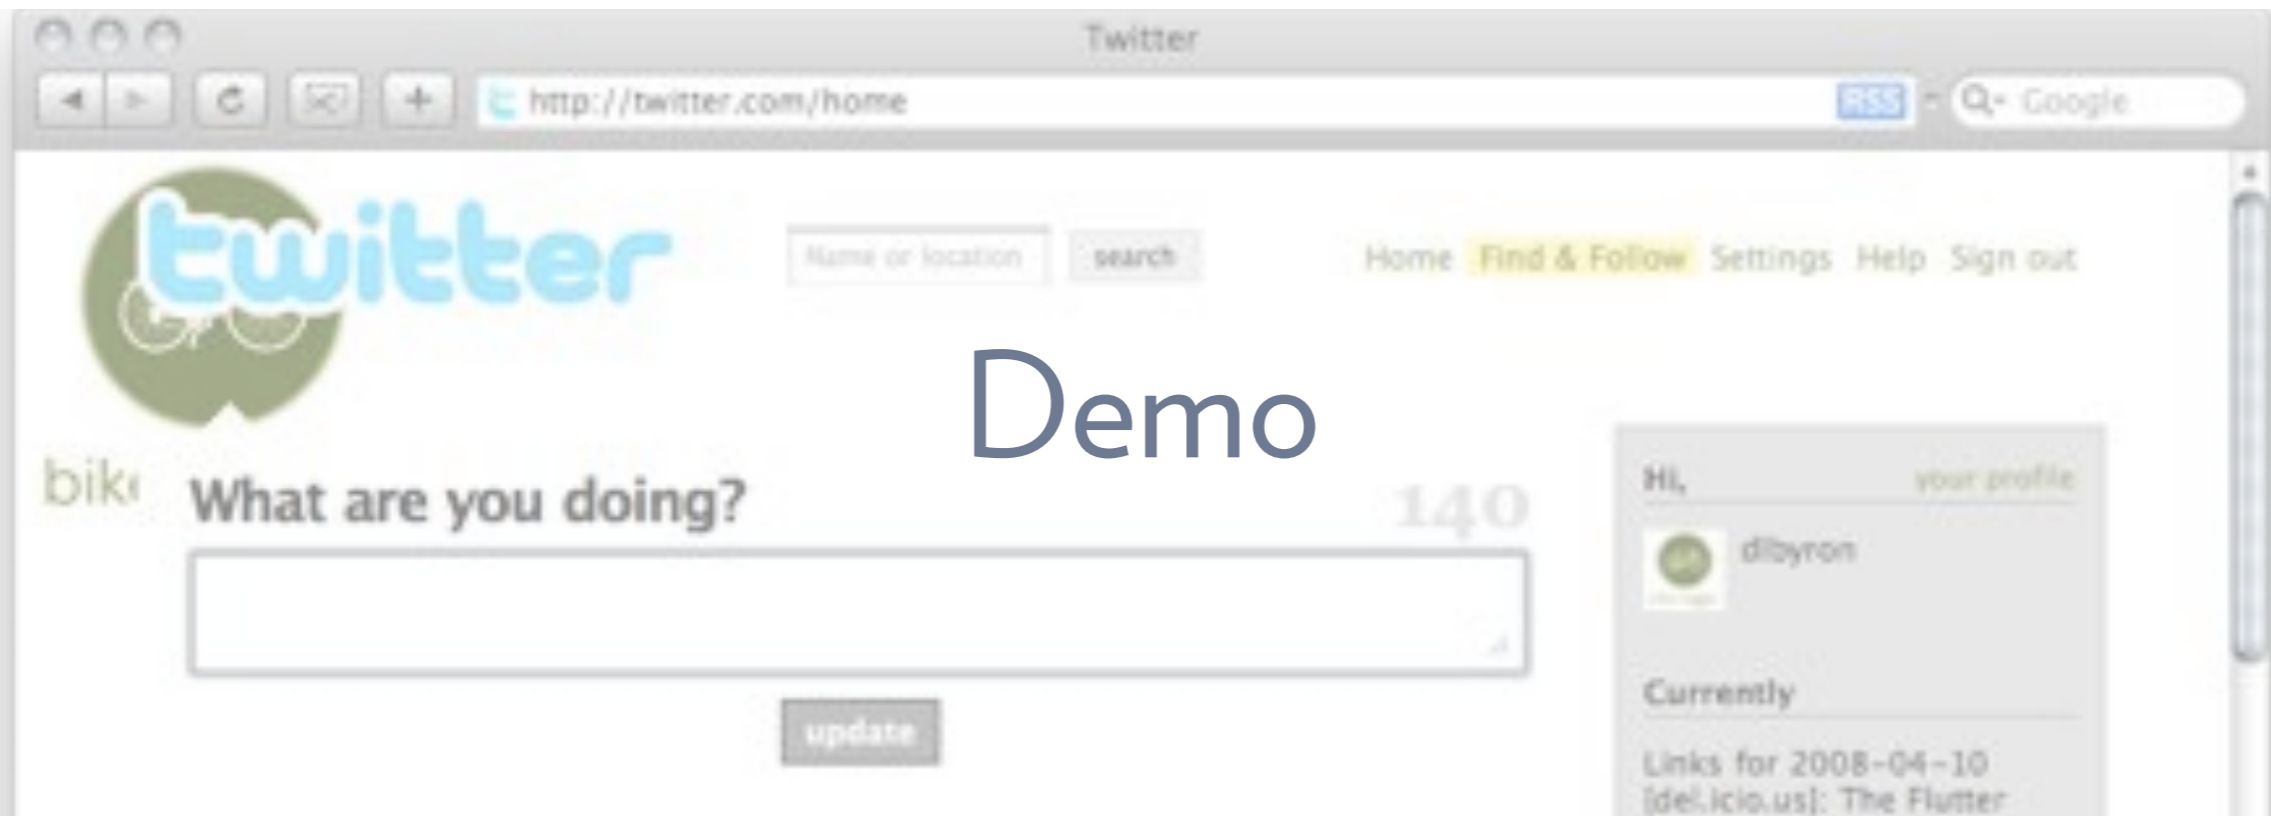 Twitter
http://twitter.com/home
RSS
Google
twitter
Name or location
search
Home Find & Follow Settings Help Sign out
Demo
bik
What are you doing?
140
update
Hi,
your profile
dlbyron
Currently
Links for 2008-04-10
[del.icio.us]: The Flutter